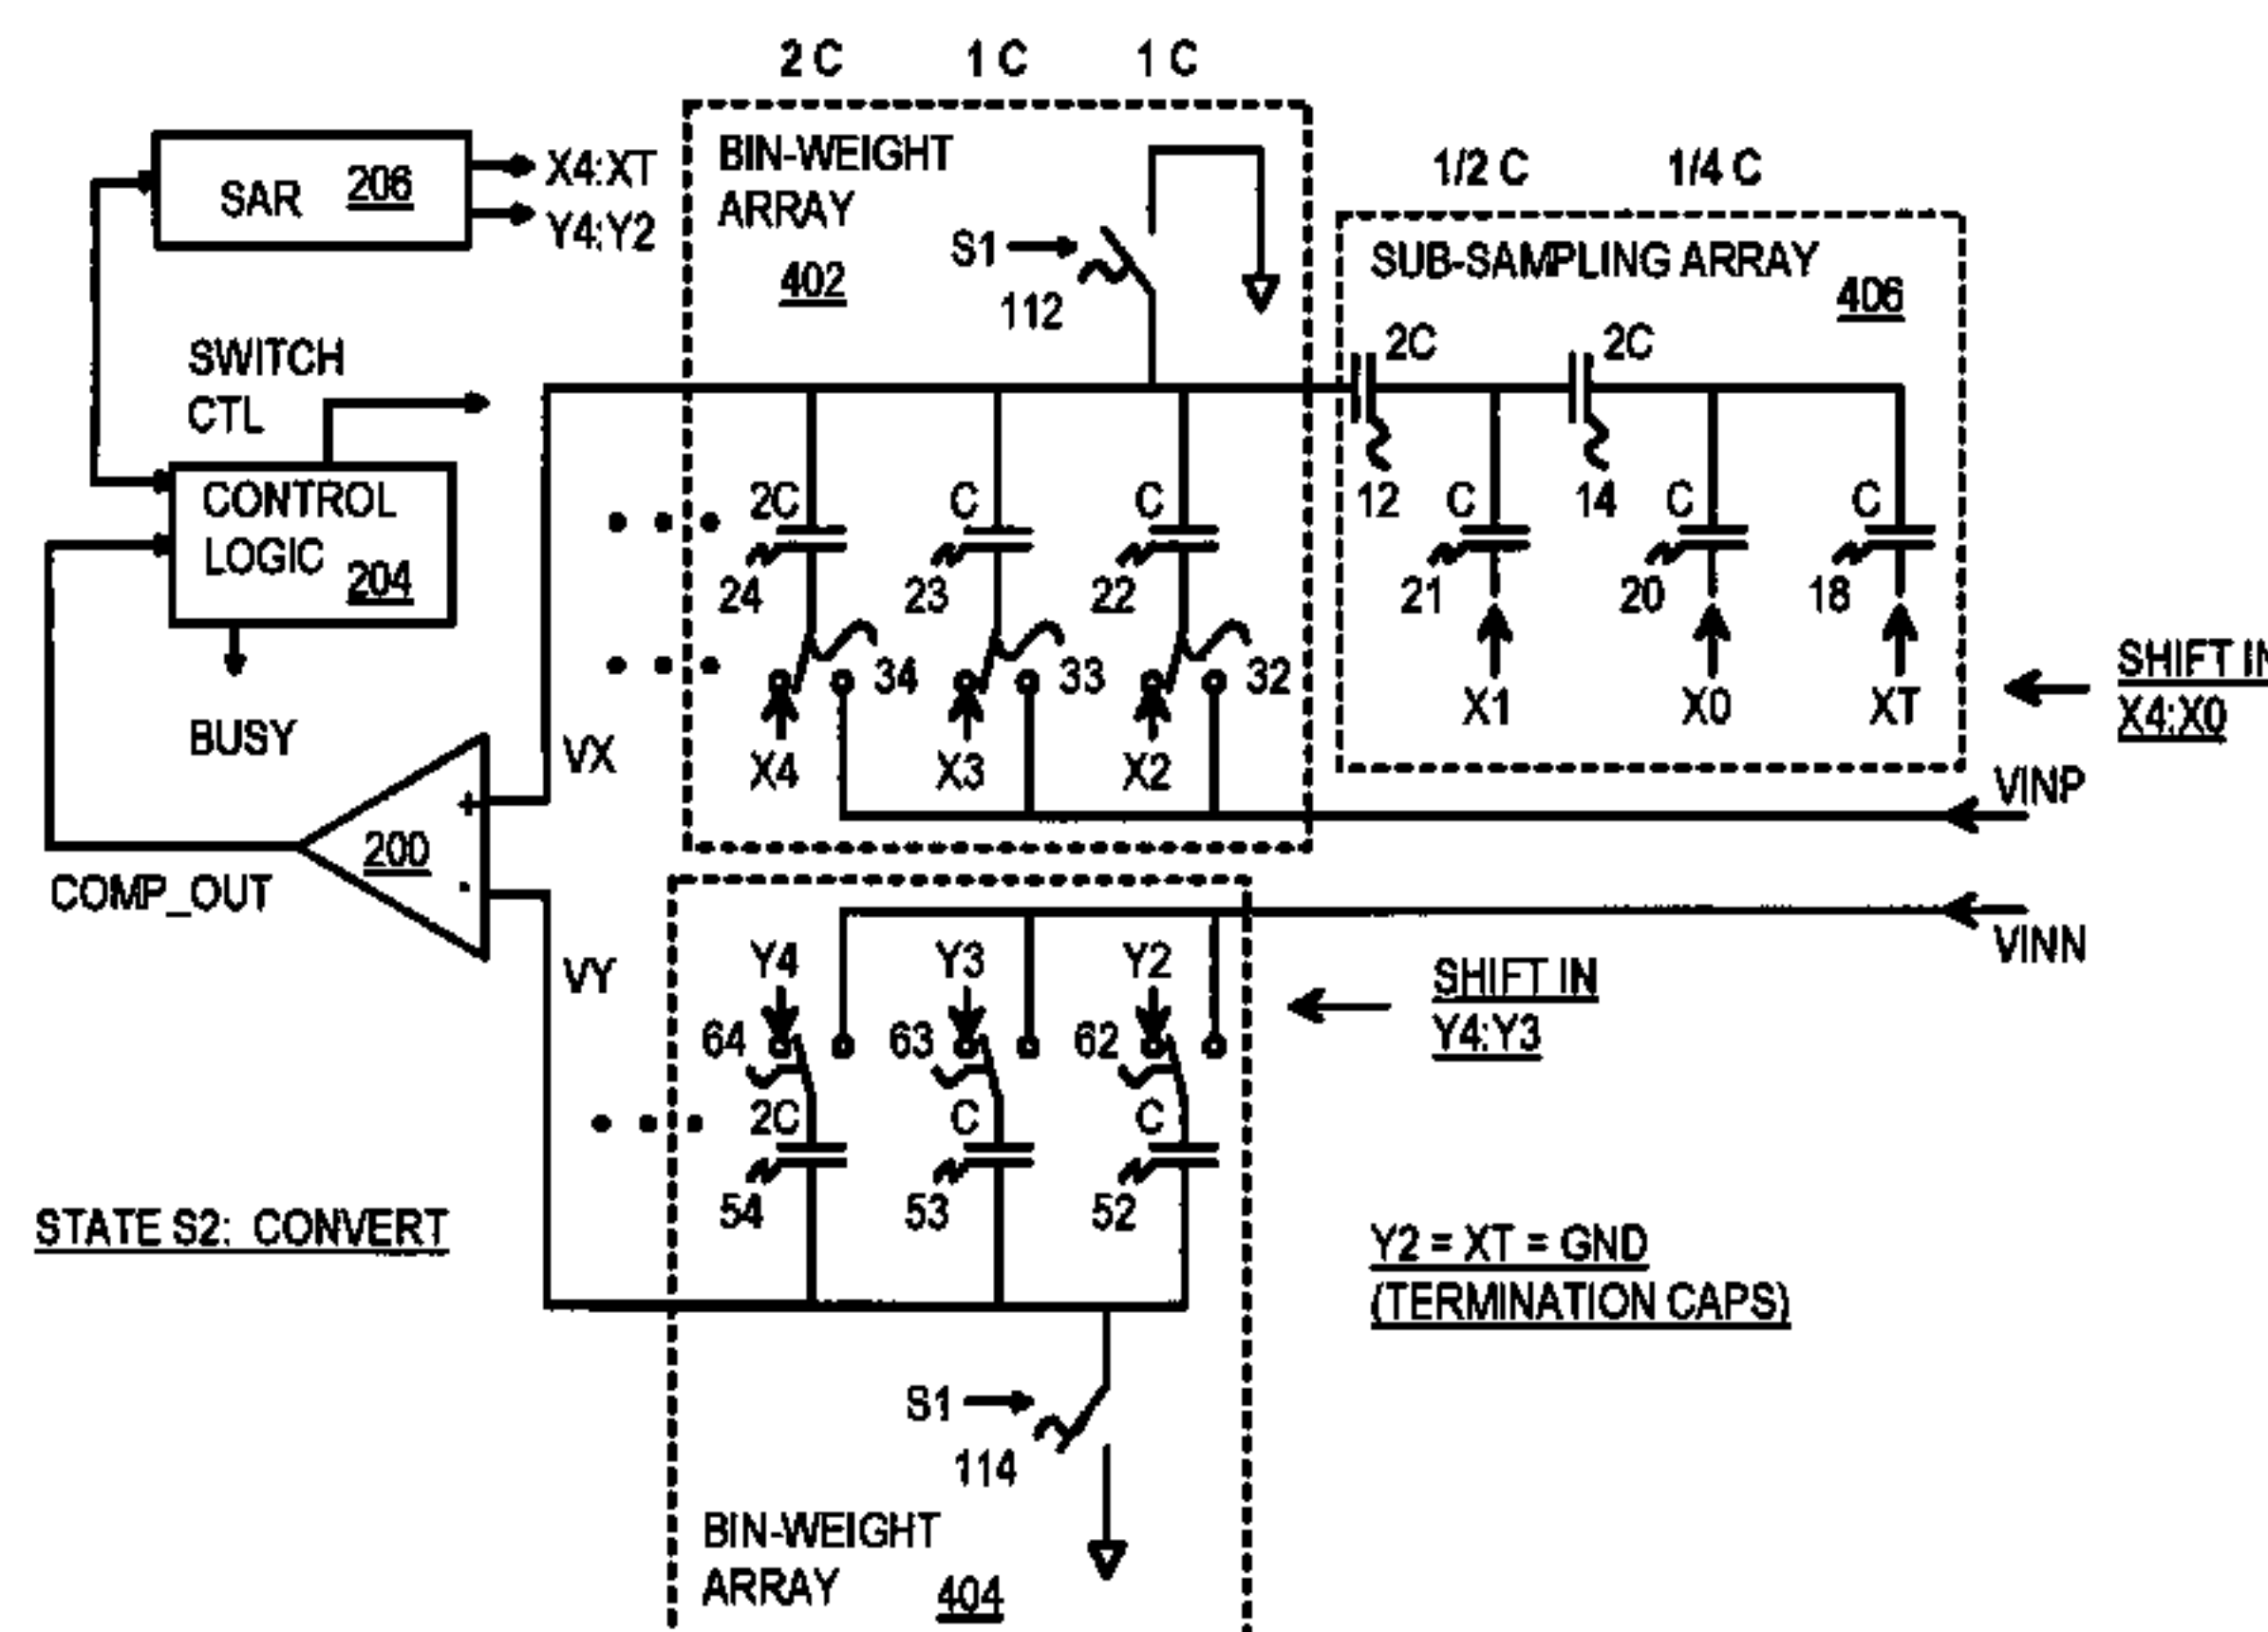 2 C 1 C 1 C
BIN-WEIGHT
ARRAY
402
SAR 206
X4:XT
Y4:Y2
S1
112
1/2 C 1/4 C
SUB-SAMPLING ARRAY
406
2C 2C
SWITCH
CTL
CONTROL
LOGIC 204
BUSY
2C C C
24 23 22
12 C 14 C C
21 20 18
34 33 32
X4 X3 X2
X1 X0 XT
SHIFT IN
X4:X0
VX
VINP
200
+
-
COMP_OUT
VY
VINN
Y4 Y3 Y2
64 63 62
2C C C
54 53 52
SHIFT IN
Y4:Y3
STATE S2: CONVERT
Y2 = XT = GND
(TERMINATION CAPS)
S1
114
BIN-WEIGHT
ARRAY 404